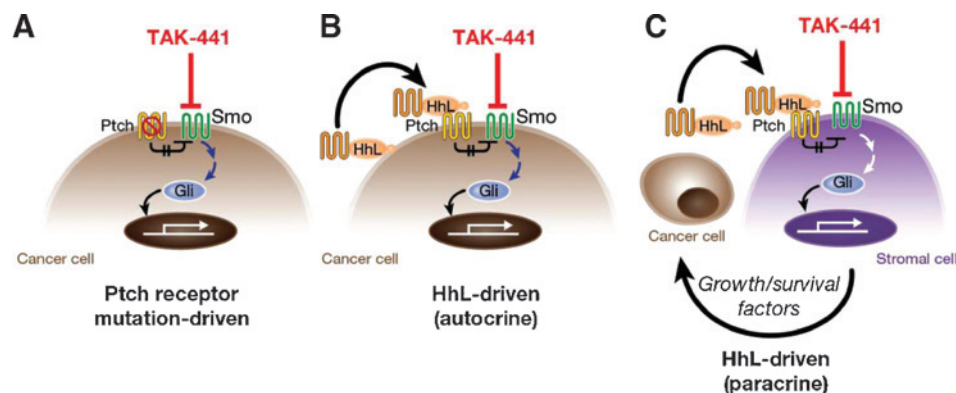 A
TAK-441
Ptch
Smo
Gli
Cancer cell
Ptch receptor
mutation-driven
B
TAK-441
HhL
HhL
Ptch
Smo
Gli
Cancer cell
HhL-driven
(autocrine)
C
TAK-441
HhL
HhL
Ptch
Smo
Gli
Cancer cell
Stromal cell
Growth/survival
factors
HhL-driven
(paracrine)